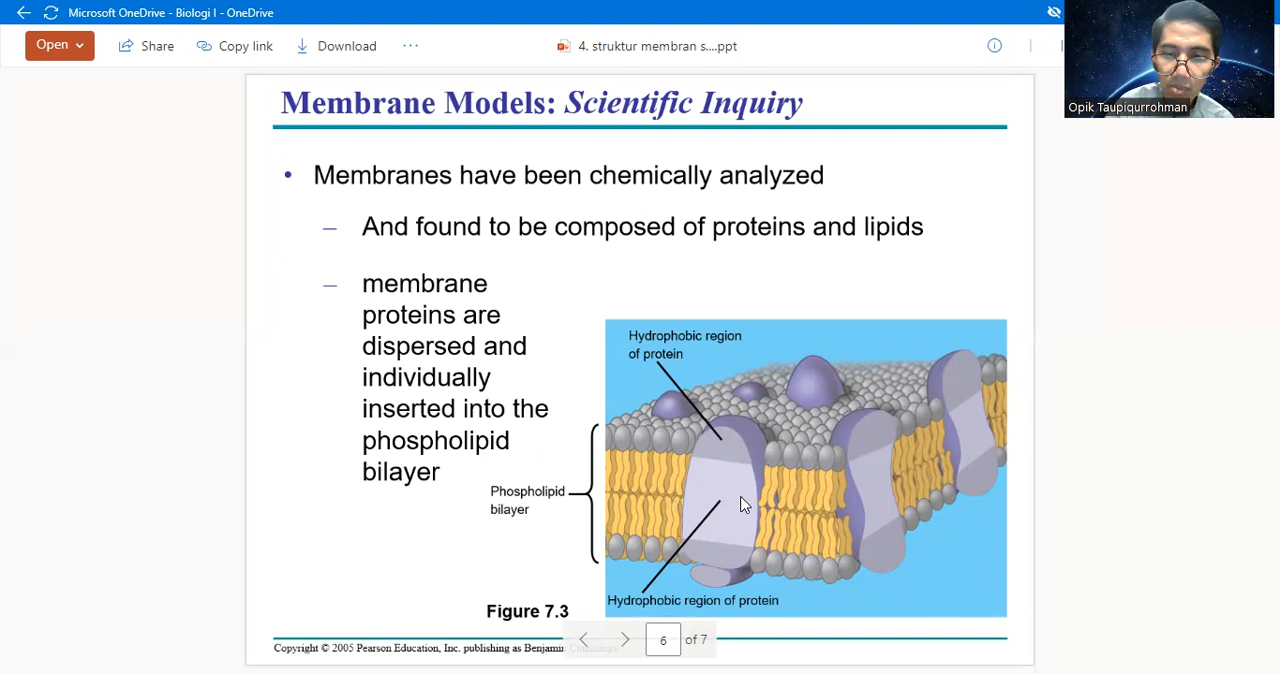 Microsoft OneDrive - Biologi I - OneDrive
Open
Share
Copy link
Download
4. struktur membran s....ppt
Opik Taupiqurrohman
Membrane Models: Scientific Inquiry
• Membranes have been chemically analyzed
– And found to be composed of proteins and lipids
– membrane
proteins are
dispersed and
individually
inserted into the
phospholipid
bilayer
Hydrophobic region
of protein
Phospholipid
bilayer
Hydrophobic region of protein
Figure 7.3
6 of 7
Copyright © 2005 Pearson Education, Inc. publishing as Benjamin